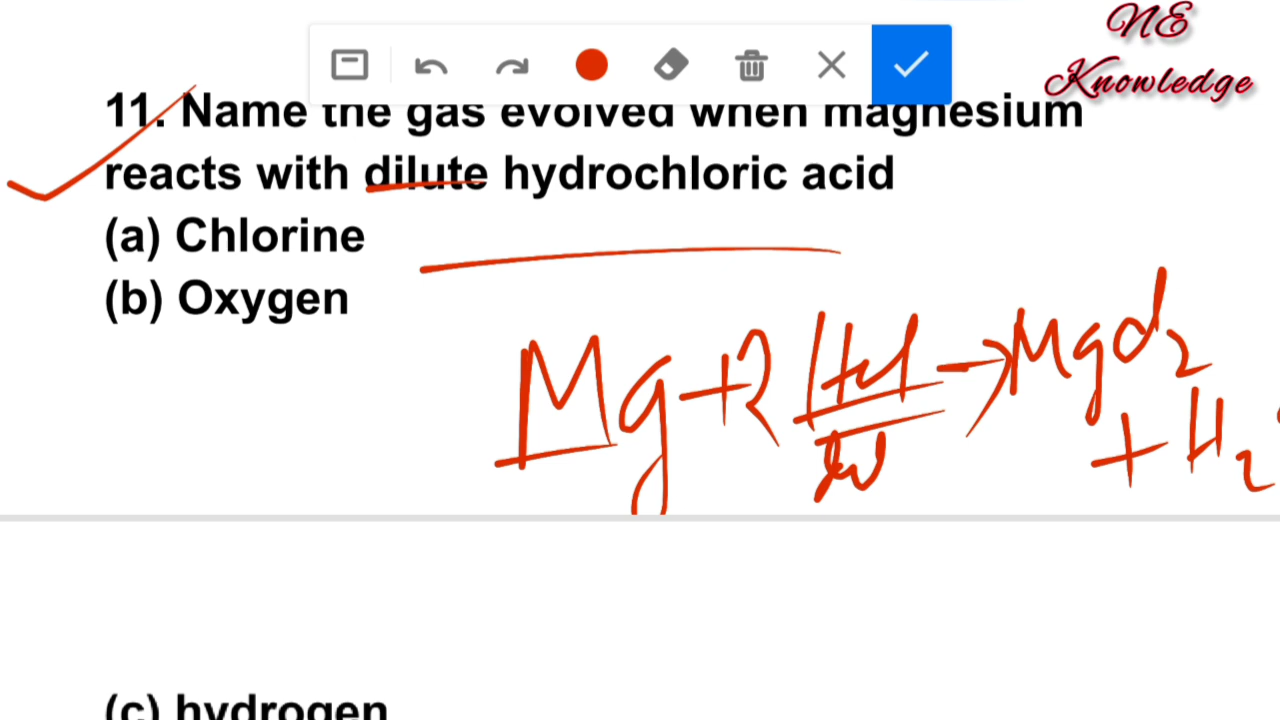 NE
Knowledge
11. Name the gas evolved when magnesium
reacts with dilute hydrochloric acid
(a) Chlorine
(b) Oxygen
Mg+2HCl→MgCl2
+H2
(c) hydrogen